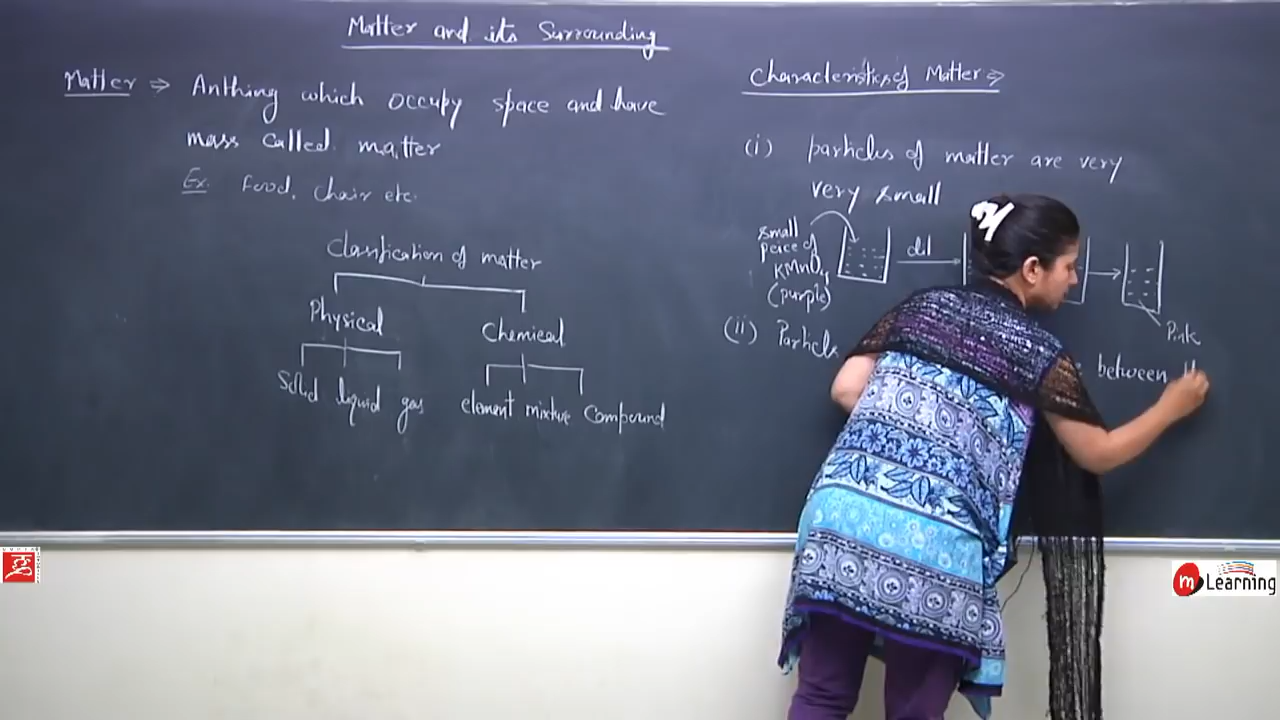 Matter and its Surrounding
Matter ⇒ Anthing which occupy space and have
mass called matter
Ex. Food, Chair etc.
Classification of matter
Physical
Chemical
Solid liquid gas
element mixture Compound
Characteristics of Matter ⇒
(i) particles of matter are very
very small
small
peice of
KMnO4
(purple)
dil
Pink
(ii) Particles
between
m Learning